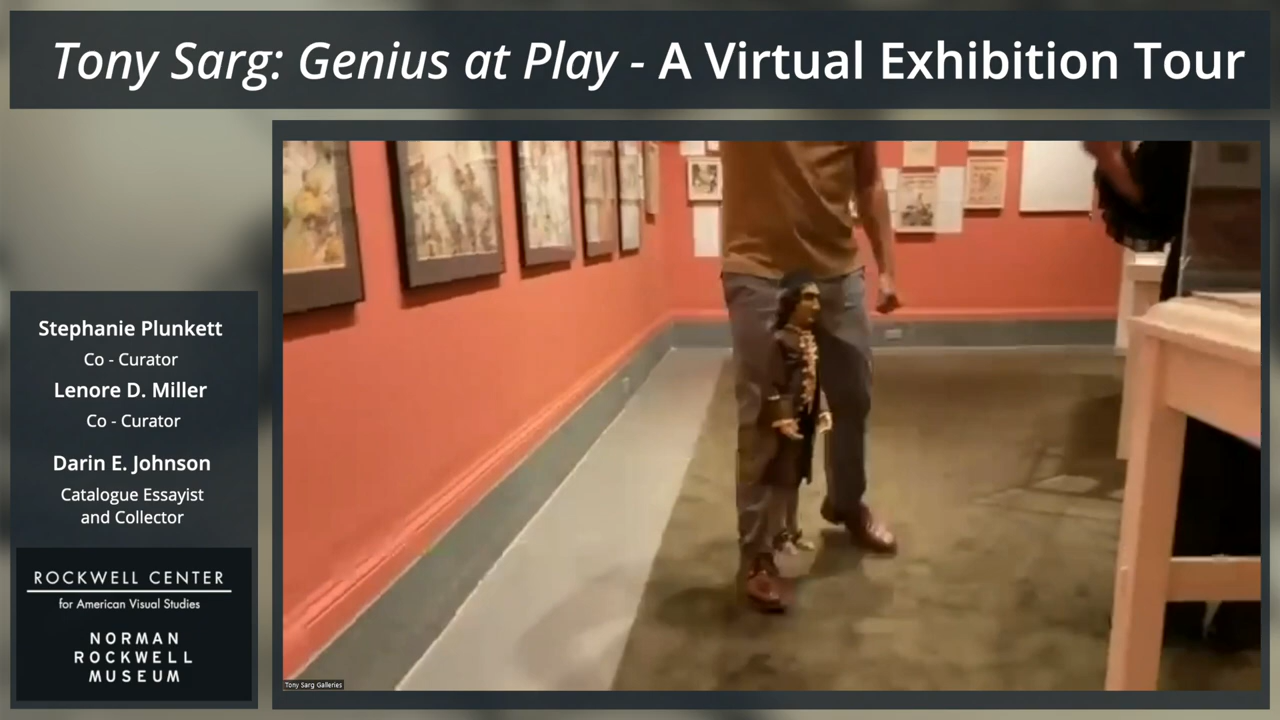 Tony Sarg: Genius at Play - A Virtual Exhibition Tour
Stephanie Plunkett
Co - Curator
Lenore D. Miller
Co - Curator
Darin E. Johnson
Catalogue Essayist
and Collector
ROCKWELL CENTER
for American Visual Studies
NORMAN
ROCKWELL
MUSEUM
Tony Sarg Galleries